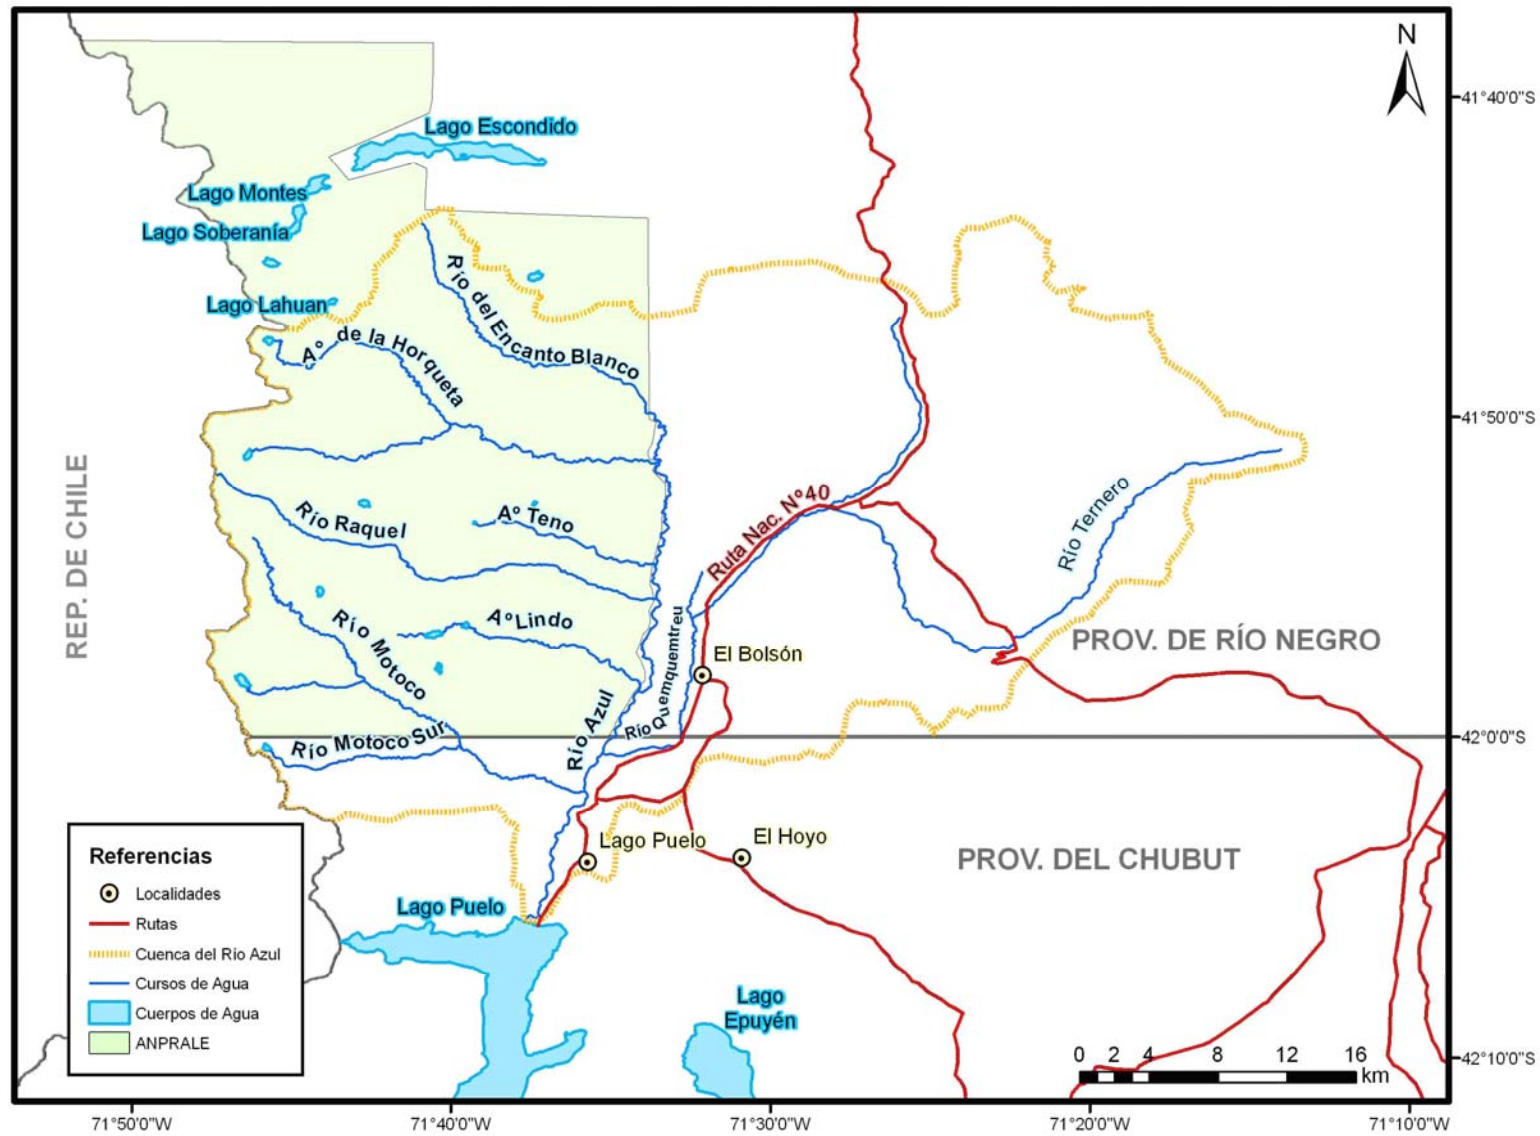 N
41°40'0"S
Lago Escondido
Lago Montes
Lago Soberanía
Lago Lahuan
Río del Encanto Blanco
A° de la Horqueta
41°50'0"S
REP. DE CHILE
Río Raquel
A° Teno
Ruta Nac. N°40
Río Ternero
A° Lindo
Río Motoco
Río Quemquemtreu
El Bolsón
PROV. DE RÍO NEGRO
Río Azul
Río Motoco Sur
42°0'0"S
Lago Puelo
El Hoyo
PROV. DEL CHUBUT
Lago Puelo
Lago
Epuyén
Referencias
Localidades
Rutas
Cuenca del Río Azul
Cursos de Agua
Cuerpos de Agua
ANPRALE
0 2 4 8 12 16
km
42°10'0"S
71°50'0"W
71°40'0"W
71°30'0"W
71°20'0"W
71°10'0"W